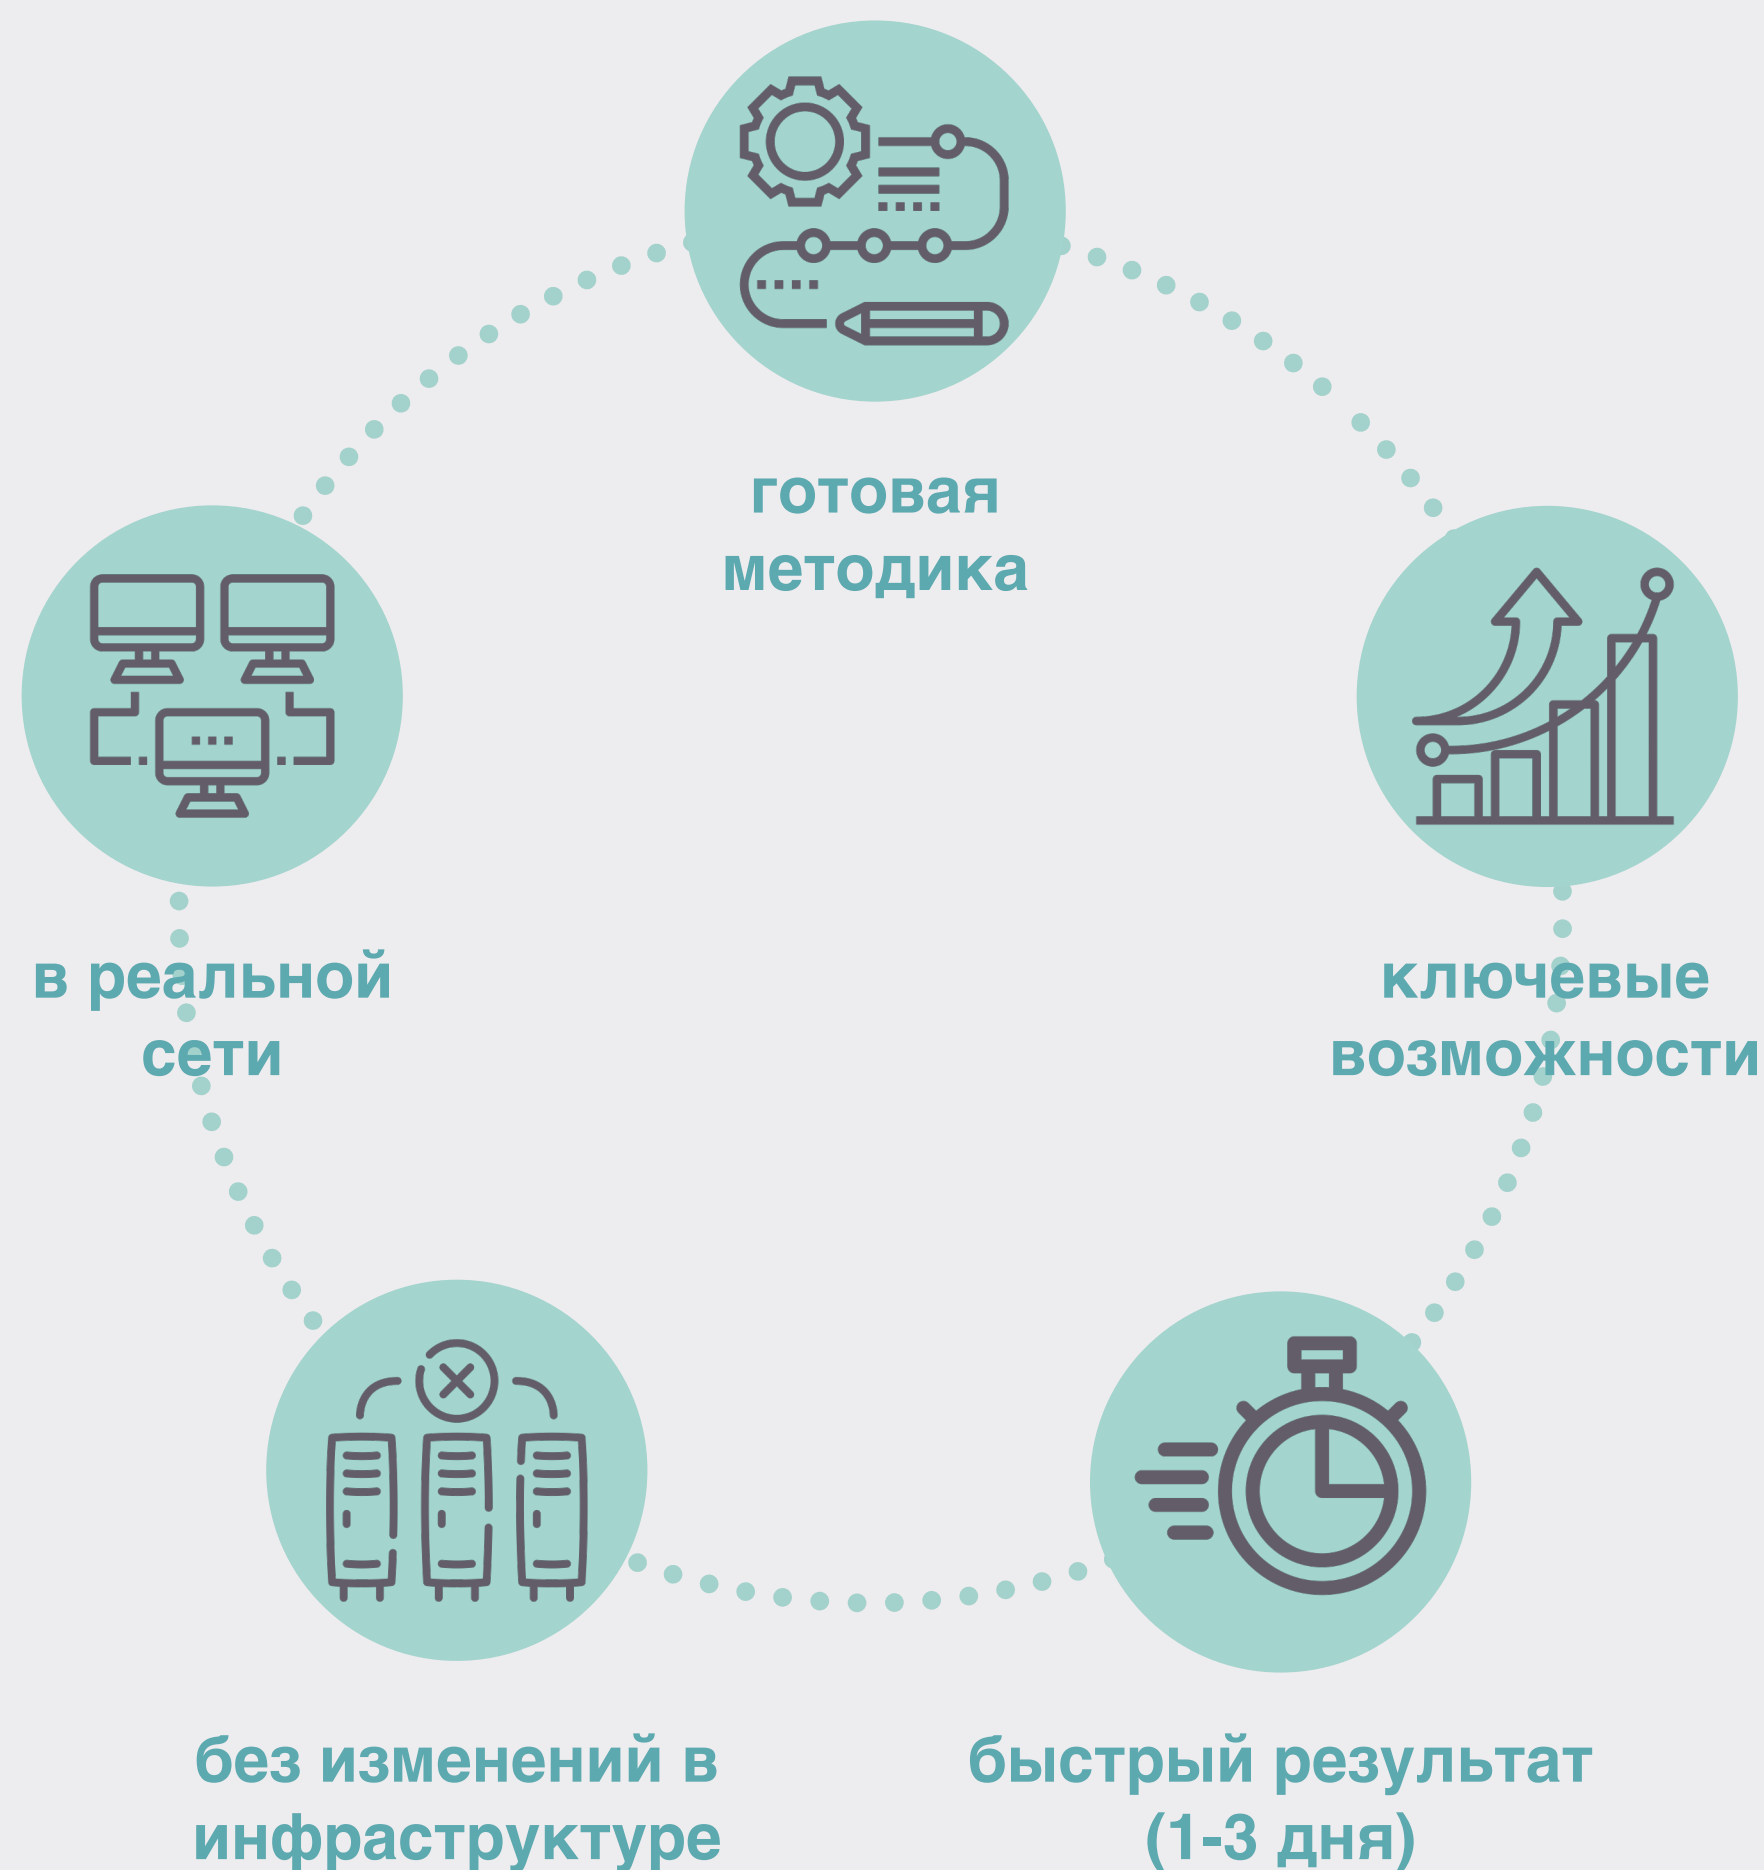 готовая
методика
в реальной
сети
ключевые
возможности
без изменений в
инфраструктуре
быстрый результат
(1-3 дня)